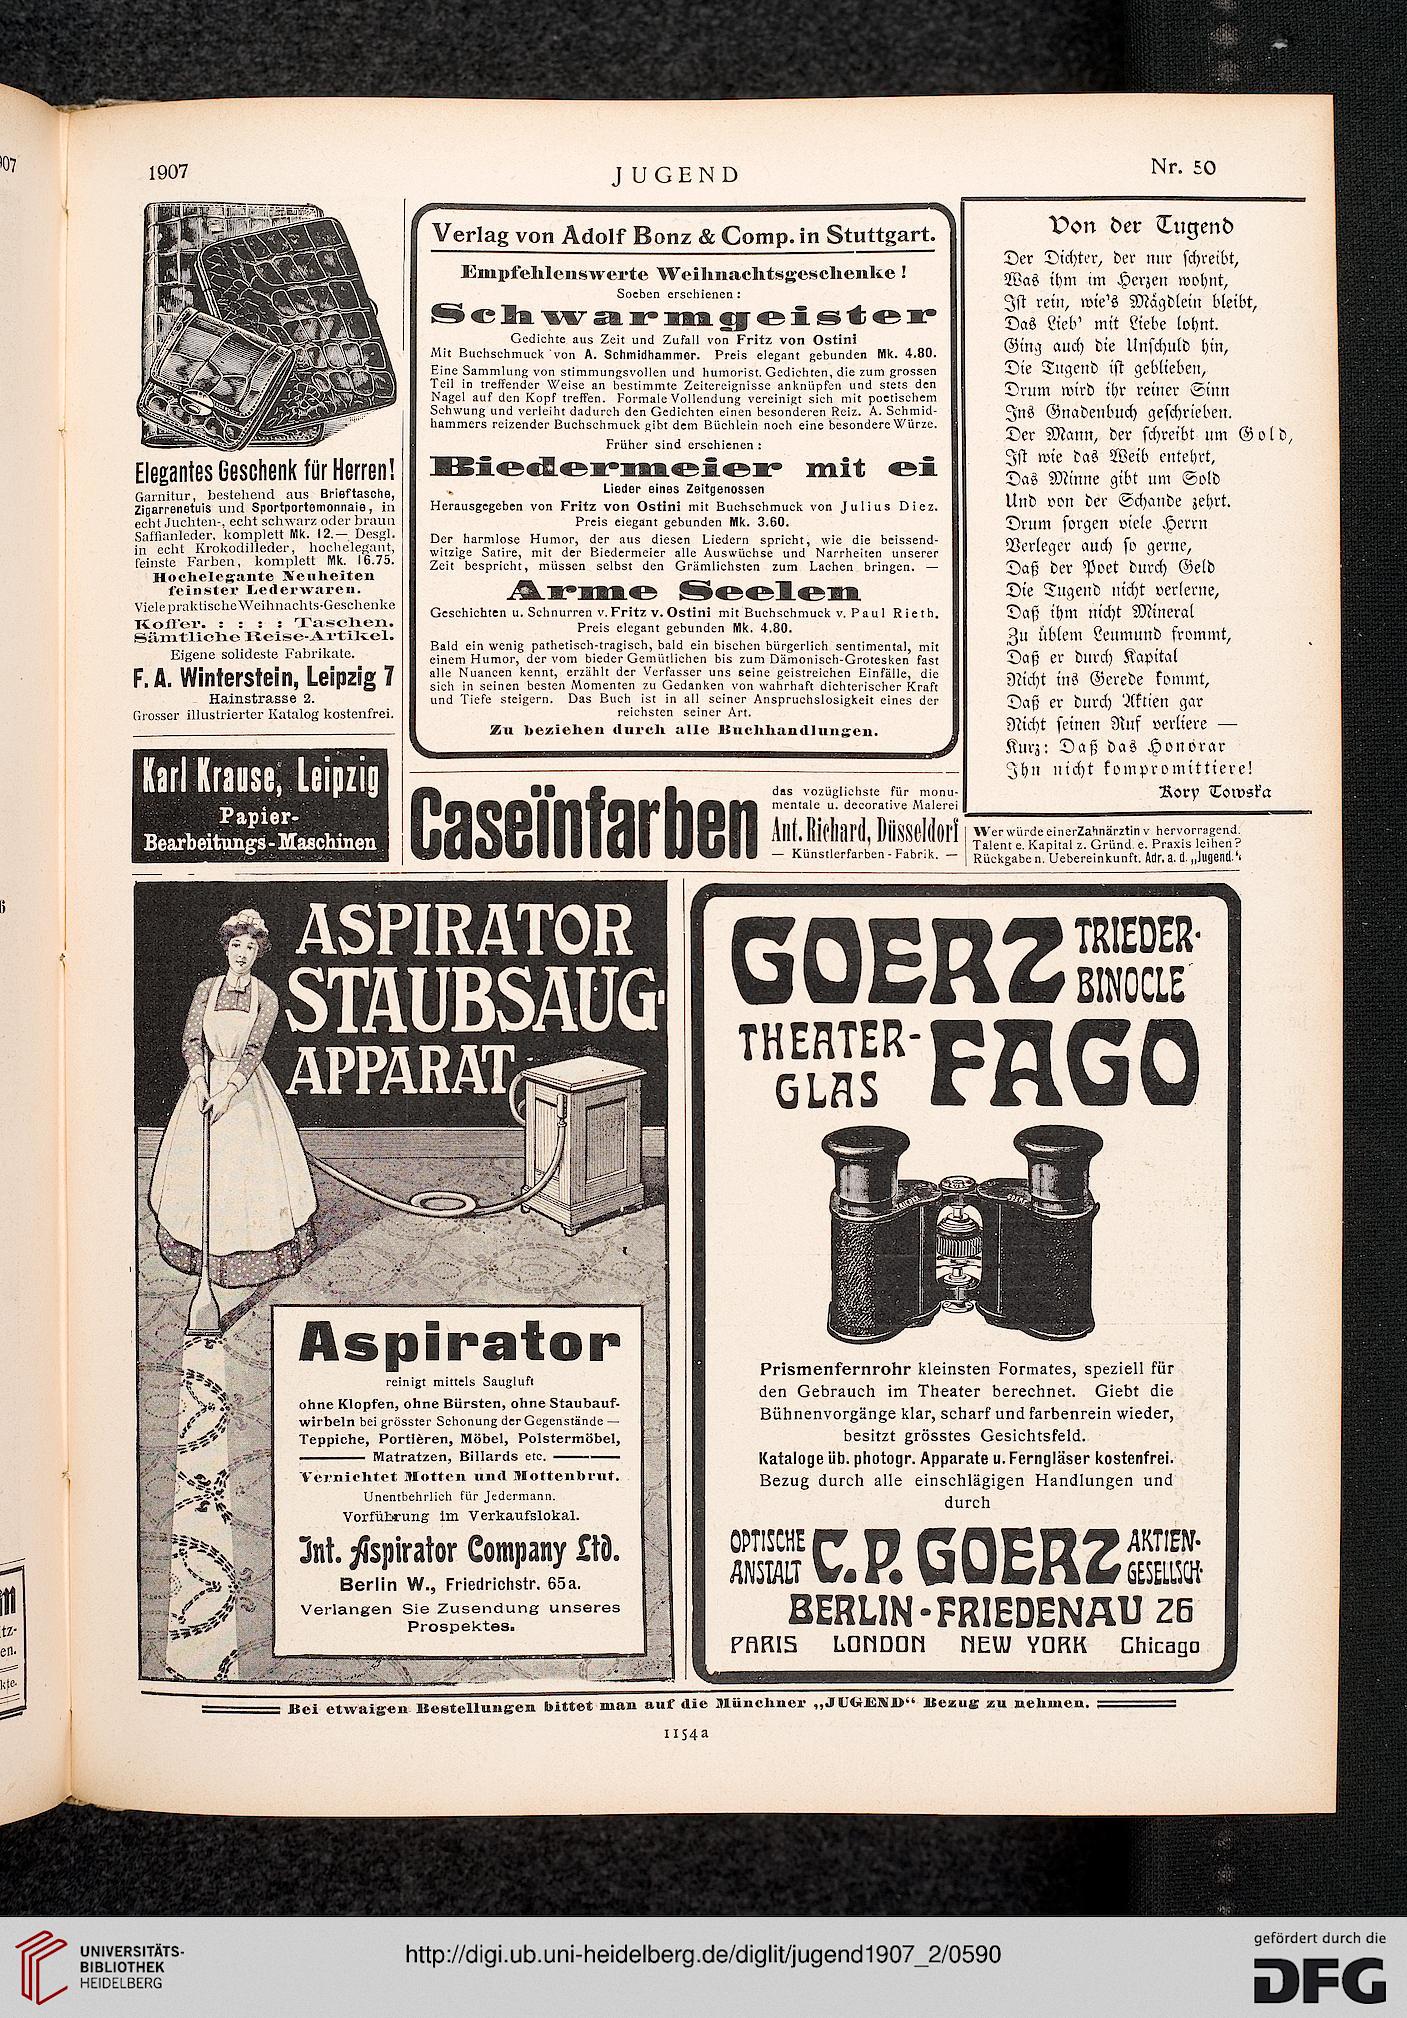 1907
JUGEND
Nr. 50
Elegantes Geschenk für Herren!
Garnitur, bestehend aus Brieftasche,
Zigarrenetuis und Sportportemonnaie, in
echt Juchten-, echt schwarz oder braun
Saffianleder, komplett Mk. 12.— Desgl.
in echt Krokodilleder, hochelegant,
feinste Farben, komplett Mk. 16.75.
Hochelegante Neuheiten
feinster Lederwaren.
Viele praktische Weihnachts-Geschenke
Koffer. : : : : Taschen.
Sämtliche Reise-Artikel.
Eigene solideste Fabrikate.
F. A. Winterstein, Leipzig 7
Hainstrasse 2.
Grosser illustrierter Katalog kostenfrei.
Karl Krause, Leipzig
Papier-
Bearbeitungs-Maschinen
Verlag von Adolf Bonz & Comp. in Stuttgart.
Empfehlenswerte Weihnachtsgeschenke!
Soeben erschienen:
Schwarmgeister
Gedichte aus Zeit und Zufall von Fritz von Ostini
Mit Buchschmuck von A. Schmidhammer. Preis elegant gebunden Mk. 4.80.
Eine Sammlung von stimmungsvollen und humorist. Gedichten, die zum grossen
Teil in treffender Weise an bestimmte Zeitereignisse anknüpfen und stets den
Nagel auf den Kopf treffen. Formale Vollendung vereinigt sich mit poetischem
Schwung und verleiht dadurch den Gedichten einen besonderen Reiz. A. Schmid-
hammers reizender Buchschmuck gibt dem Büchlein noch eine besondere Würze.
Früher sind erschienen:
Biedermeier mit ei
Lieder eines Zeitgenossen
Herausgegeben von Fritz von Ostini mit Buchschmuck von Julius Diez.
Preis elegant gebunden Mk. 3.60.
Der harmlose Humor, der aus diesen Liedern spricht, wie die beissend-
witzige Satire, mit der Biedermeier alle Auswüchse und Narrheiten unserer
Zeit bespricht, müssen selbst den Grämlichsten zum Lachen bringen. —
Arme Seelen
Geschichten u. Schnurren v. Fritz v. Ostini mit Buchschmuck v. Paul Rieth.
Preis elegant gebunden Mk. 4.80.
Bald ein wenig pathetisch-tragisch, bald ein bischen bürgerlich sentimental, mit
einem Humor, der vom bieder Gemütlichen bis zum Dämonisch-Grotesken fast
alle Nuancen kennt, erzählt der Verfasser uns seine geistreichen Einfälle, die
sich in seinen besten Momenten zu Gedanken von wahrhaft dichterischer Kraft
und Tiefe steigern. Das Buch ist in all seiner Anspruchslosigkeit eines der
reichsten seiner Art.
Zu beziehen durch alle Buchhandlungen.
Caseïnfarben
das vozüglichste für monu-
mentale u. decorative Malerei
Ant. Richard, Düsseldorf
— Künstlerfarben-Fabrik. —
Von der Tugend
Der Dichter, der nur schreibt,
Was ihm im Herzen wohnt,
Ist rein, wie's Mägdlein bleibt,
Das Lieb' mit Liebe lohnt.
Ging auch die Unschuld hin,
Die Tugend ist geblieben,
Drum wird ihr reiner Sinn
Ins Gnadenbuch geschrieben.
Der Mann, der schreibt um Gold,
Ist wie das Weib entehrt,
Das Minne gibt um Sold
Und von der Schande zehrt.
Drum sorgen viele Herrn
Verleger auch so gerne,
Daß der Poet durch Geld
Die Tugend nicht verlerne,
Daß ihm nicht Mineral
Zu üblem Leumund frommt,
Daß er durch Kapital
Nicht ins Gerede kommt,
Daß er durch Aktien gar
Nicht seinen Ruf verliere —
Kurz: Daß das Honorar
Ihn nicht kompromittiere!
Kory Towska
Wer würde einer Zahnärztin v hervorragend.
Talent e. Kapital z. Gründ. e. Praxis leihen?
Rückgabe n. Uebereinkunft. Adr. a. d. „Jugend."
ASPIRATOR
STAUBSAUG-
APPARAT
Aspirator
reinigt mittels Saugluft
ohne Klopfen, ohne Bürsten, ohne Staubauf-
wirbeln bei grösster Schonung der Gegenstände —
Teppiche, Portièren, Möbel, Polstermöbel,
Matratzen, Billards etc.
Vernichtet Motten und Mottenbrut.
Unentbehrlich für Jedermann.
Vorführung im Verkaufslokal.
Int. Aspirator Company Ltd.
Berlin W., Friedrichstr. 65a.
Verlangen Sie Zusendung unseres
Prospektes.
GOERZ TRIEDER-
BINOCLE
THEATER-
GLAS
FAGO
Prismenfernrohr kleinsten Formates, speziell für
den Gebrauch im Theater berechnet. Giebt die
Bühnenvorgänge klar, scharf und farbenrein wieder,
besitzt grösstes Gesichtsfeld.
Kataloge üb. photogr. Apparate u. Ferngläser kostenfrei.
Bezug durch alle einschlägigen Handlungen und
durch
OPTISCHE
ANSTALT
C. P. GOERZ
AKTIEN-
GESELLSCH.
BERLIN-FRIEDENAU 26
PARIS LONDON NEW YORK Chicago
Bei etwaigen Bestellungen bittet man auf die Münchner „JUGEND" Bezug zu nehmen.
1154a
UNIVERSITÄTS-
BIBLIOTHEK
HEIDELBERG
http://digi.ub.uni-heidelberg.de/diglit/jugend1907_2/0590
gefördert durch die
DFG